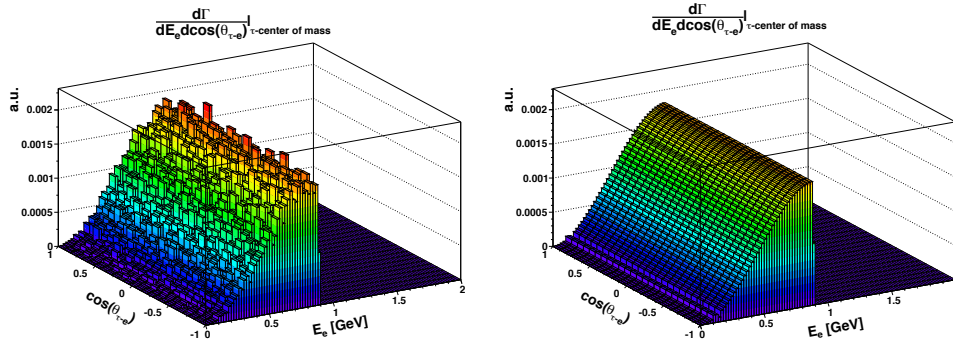 dΓ
dE_e dcos(θ_τ-e) |τ-center of mass
a.u.
0.002
0.0015
0.001
0.0005
0
1
0.5
0
-0.5
-1
cos(θ_τ-e)
0
0.5
1
1.5
2
E_e [GeV]
dΓ
dE_e dcos(θ_τ-e) |τ-center of mass
a.u.
0.002
0.0015
0.001
0.0005
0
1
0.5
0
-0.5
-1
cos(θ_τ-e)
0
0.5
1
1.5
E_e [GeV]